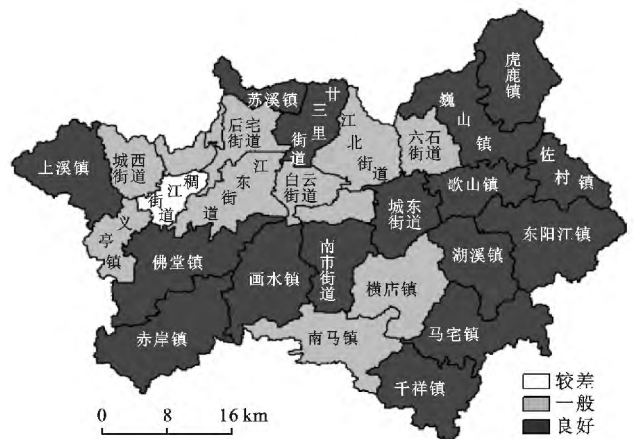 虎鹿镇
苏溪镇
廿三里街道
巍山镇
后宅街道
江北街道
六石街道
上溪镇
城西街道
稠江街道
江东街道
白云街道
佐村镇
歌山镇
城东街道
义亭镇
佛堂镇
画水镇
南市街道
东阳江镇
湖溪镇
横店镇
赤岸镇
南马镇
马宅镇
千祥镇
较差
一般
良好
0 8 16 km